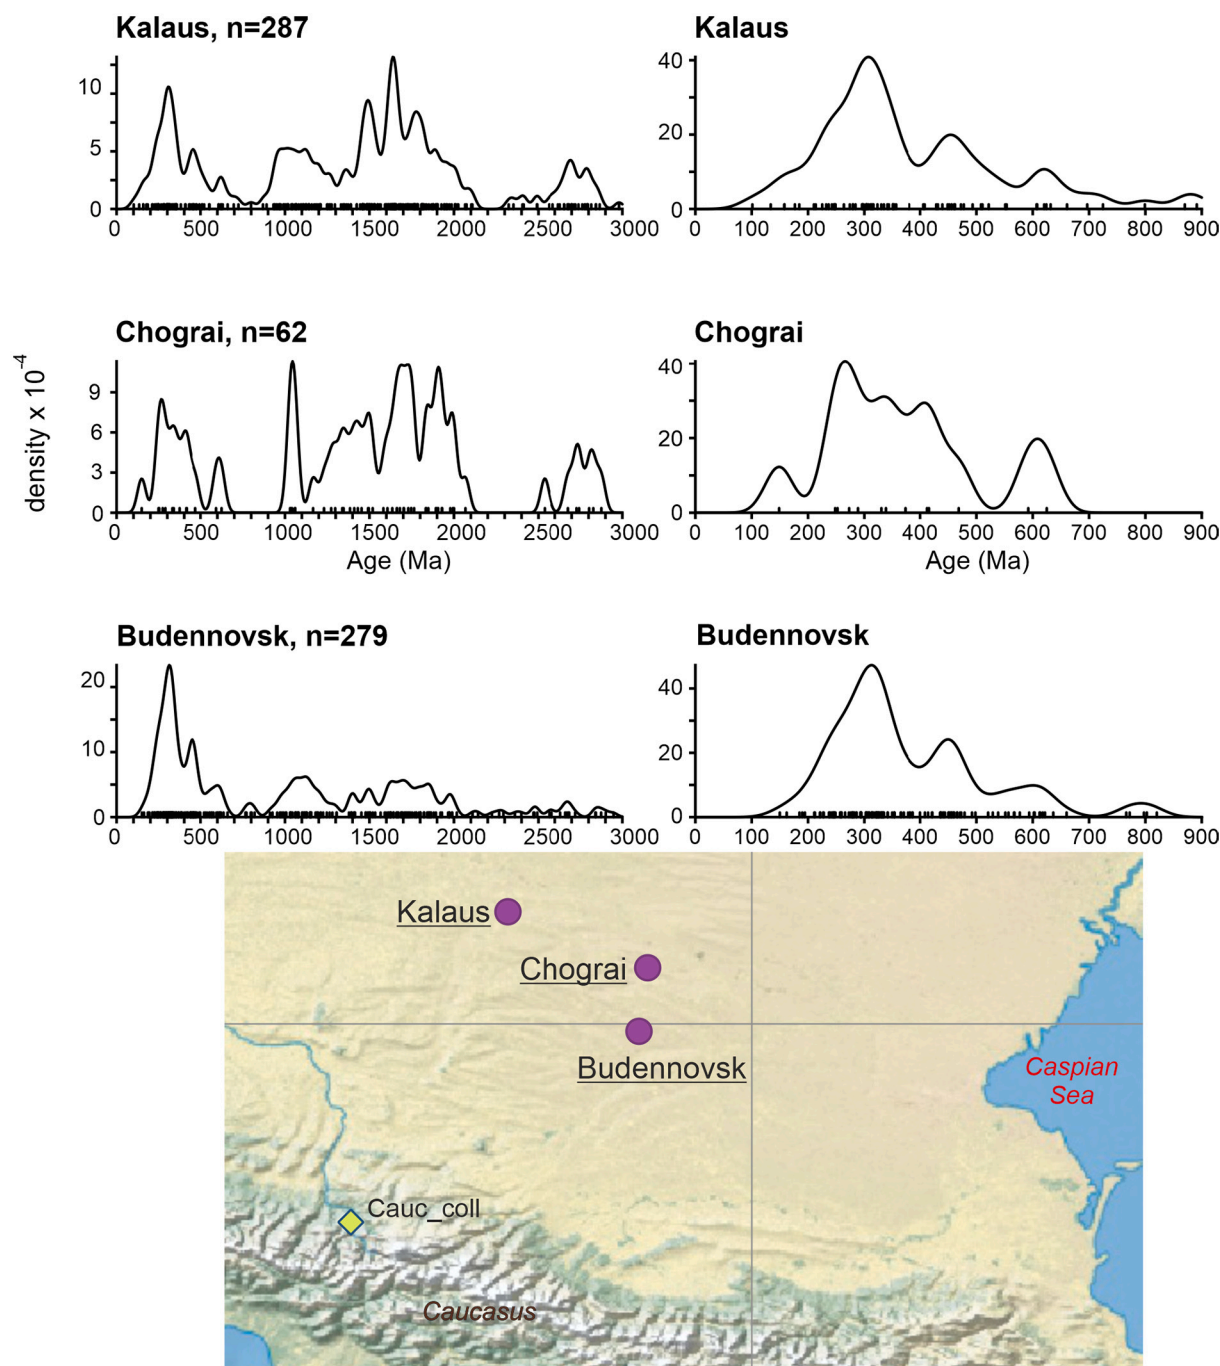 Kalaus, n=287
Kalaus
10
5
0
0 500 1000 1500 2000 2500 3000
40
20
0
0 100 200 300 400 500 600 700 800 900
Chograi, n=62
Chograi
density x 10⁻⁴
9
6
3
0
0 500 1000 1500 2000 2500 3000
Age (Ma)
40
20
0
0 100 200 300 400 500 600 700 800 900
Age (Ma)
Budennovsk, n=279
Budennovsk
20
10
0
0 500 1000 1500 2000 2500 3000
40
20
0
0 100 200 300 400 500 600 700 800 900
Kalaus
Chograi
Budennovsk
Caspian
Sea
Cauc_coll
Caucasus